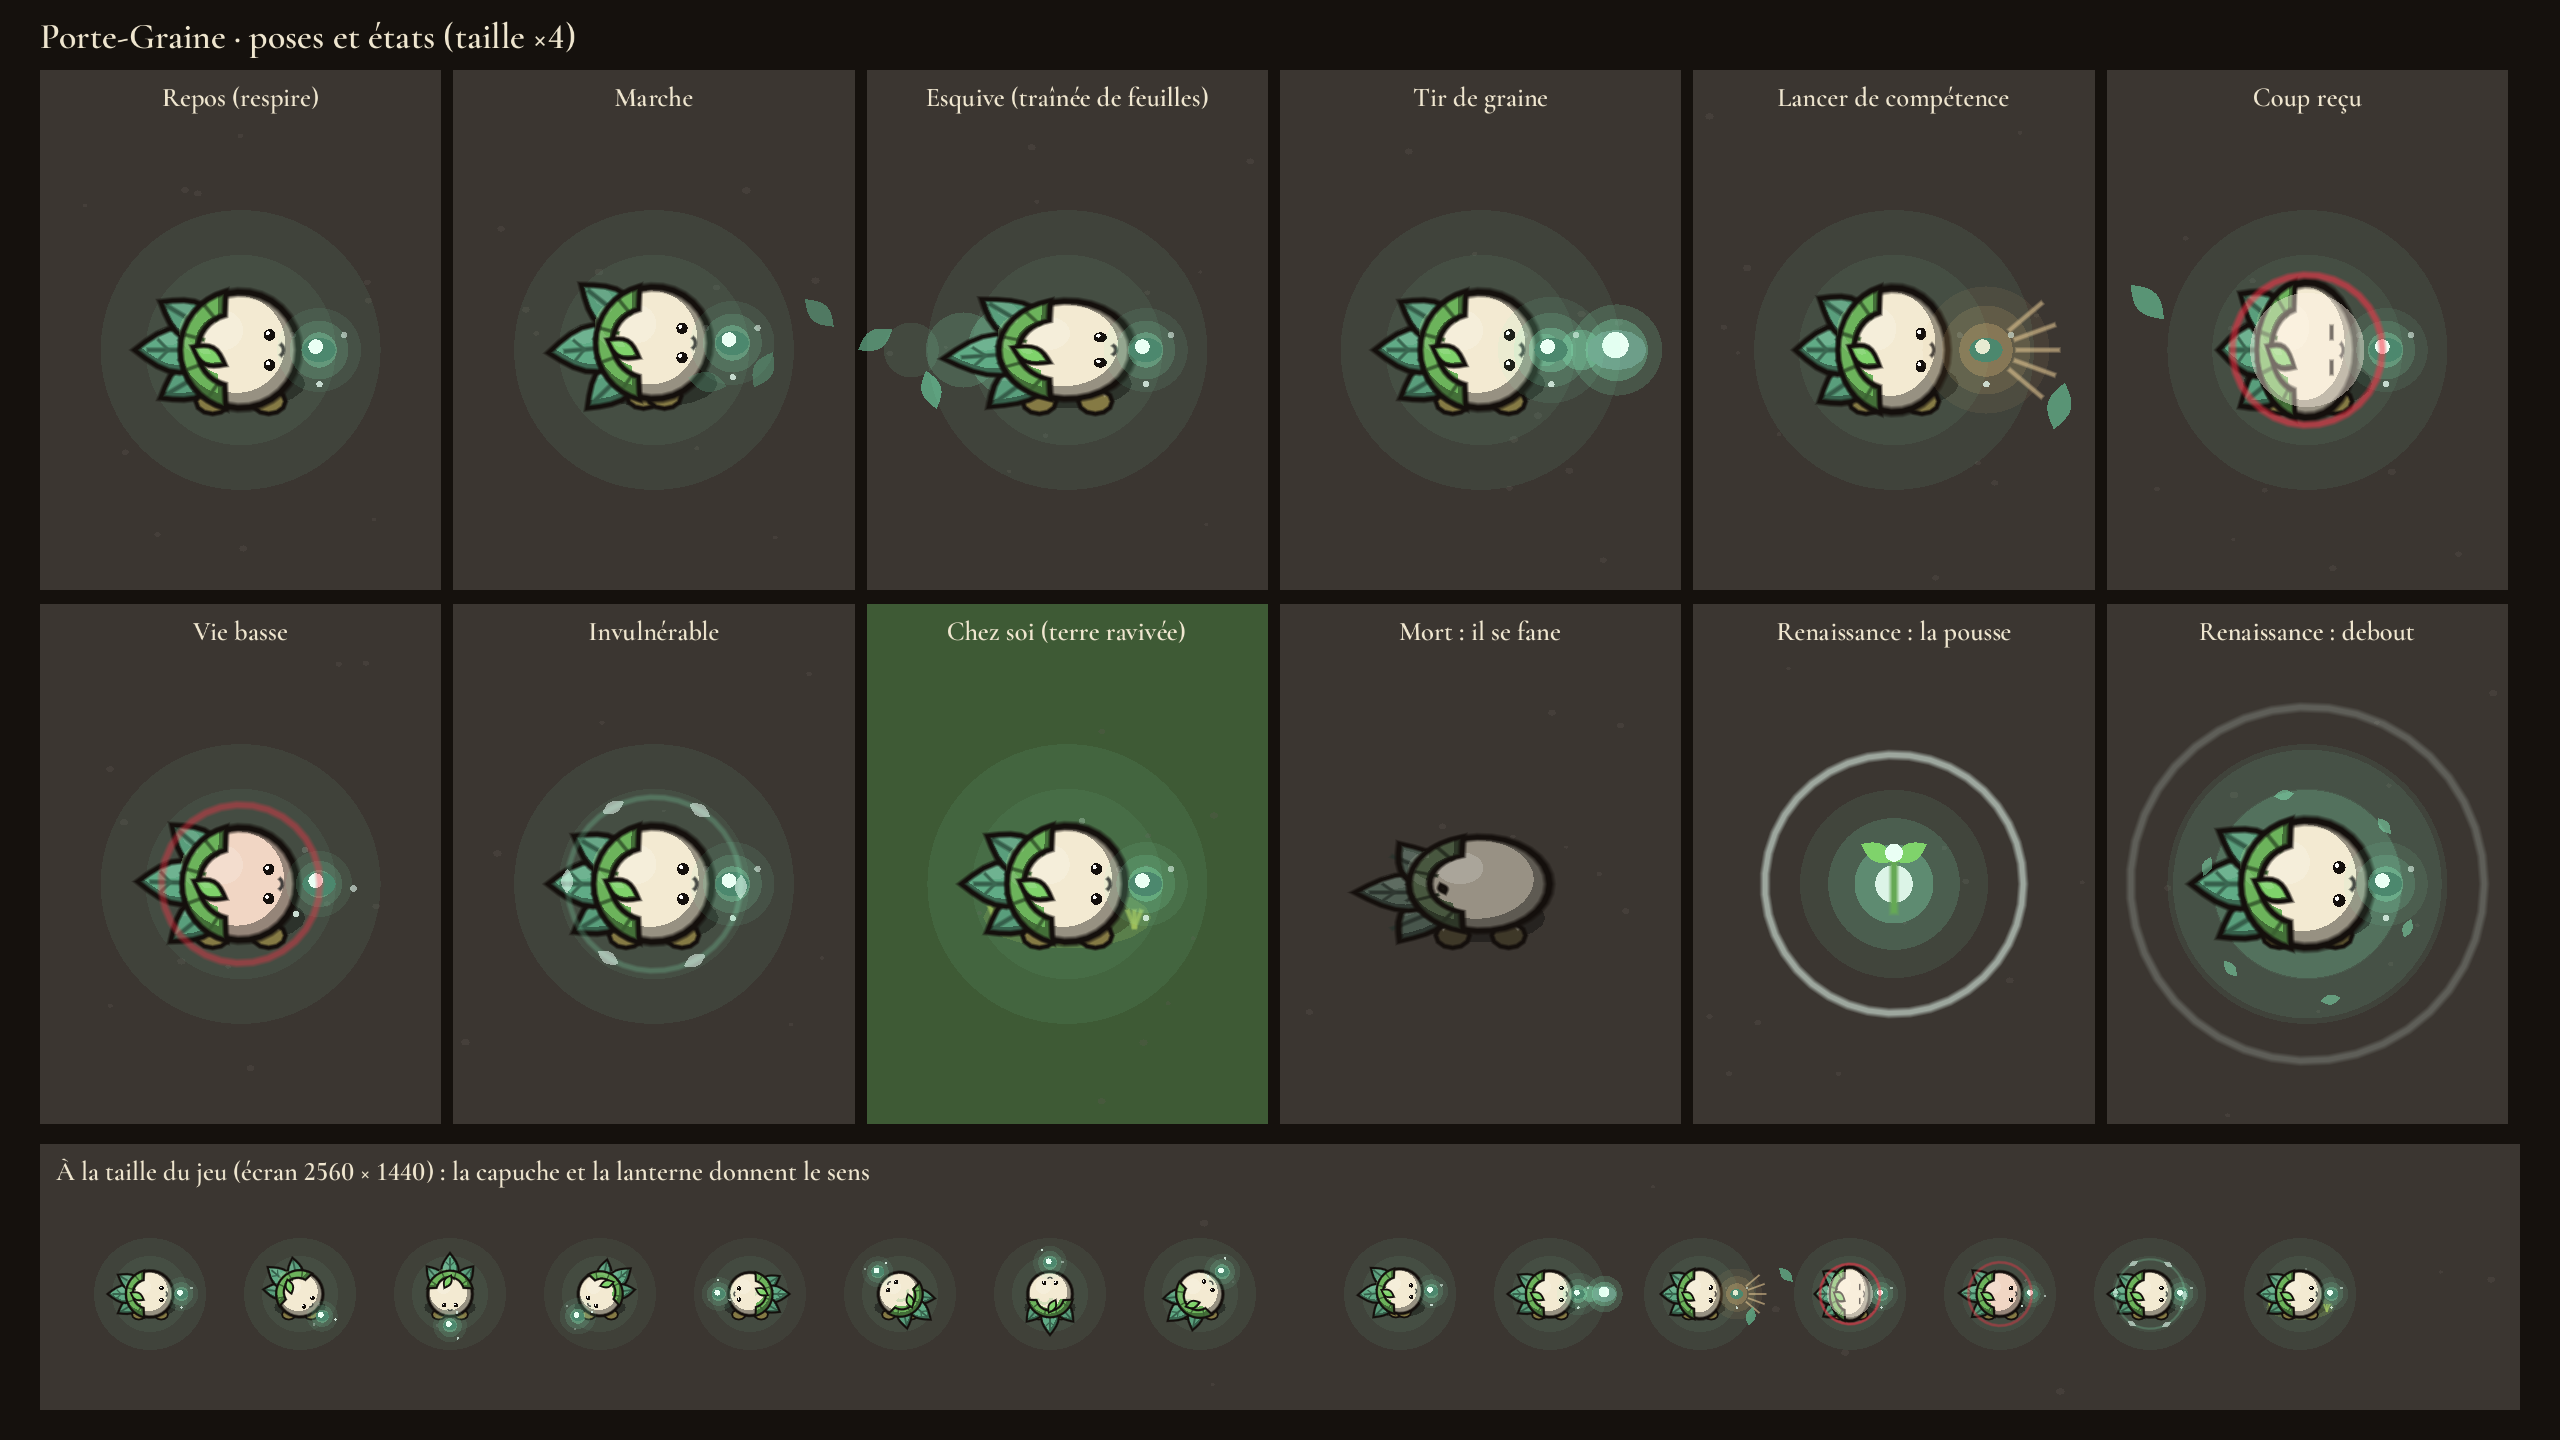 Porte-Graine · poses et états (taille ×4)
Repos (respire)
Marche
Esquive (traînée de feuilles)
Tir de graine
Lancer de compétence
Coup reçu
Vie basse
Invulnérable
Chez soi (terre ravivée)
Mort : il se fane
Renaissance : la pousse
Renaissance : debout
À la taille du jeu (écran 2560 × 1440) : la capuche et la lanterne donnent le sens